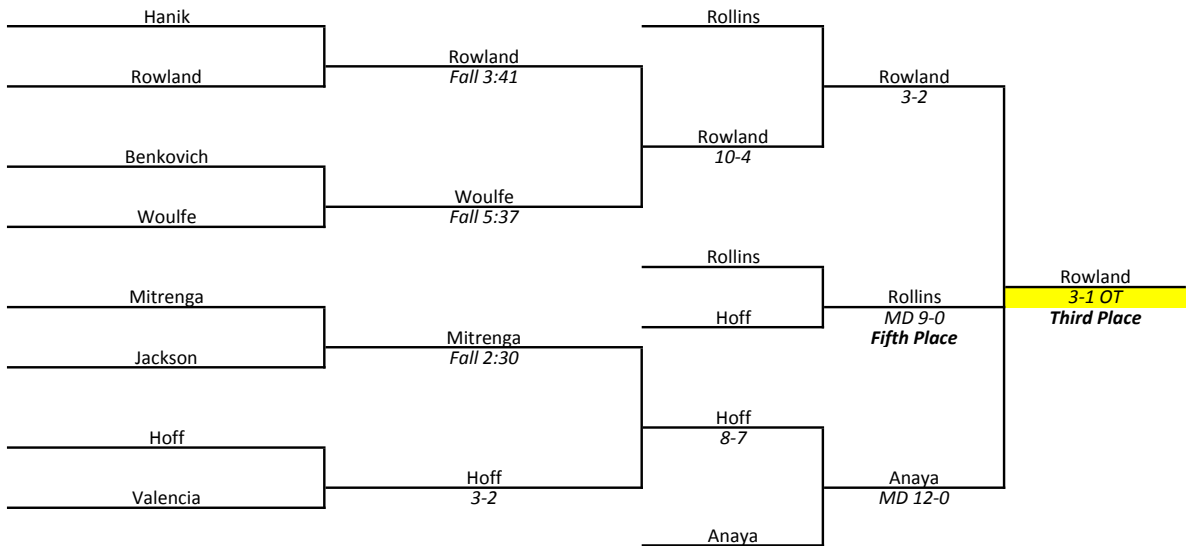 Hanik
Rollins
Rowland
Rowland
Fall 3:41
Rowland
3-2
Rowland
10-4
Benkovich
Woulfe
Fall 5:37
Woulfe
Rollins
Rowland
3-1 OT
Third Place
Mitrenga
Rollins
MD 9-0
Fifth Place
Hoff
Mitrenga
Fall 2:30
Jackson
Hoff
8-7
Hoff
Hoff
3-2
Anaya
MD 12-0
Valencia
Anaya